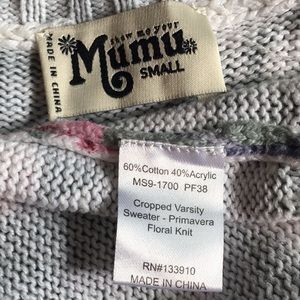 show me your
Mumu
SMALL
MADE IN CHINA
60%Cotton 40%Acrylic
MS9-1700 PF38
Cropped Varsity
Sweater - Primavera
Floral Knit
RN#133910
MADE IN CHINA